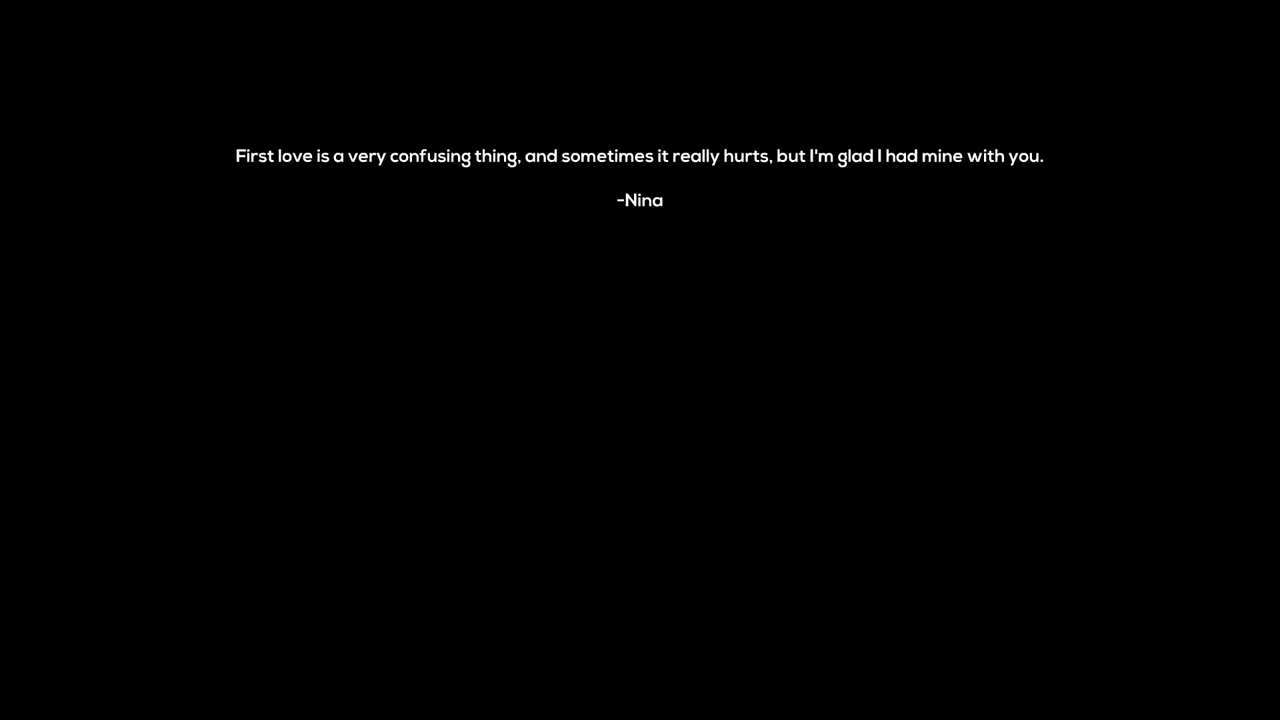 First love is a very confusing thing, and sometimes it really hurts, but I'm glad I had mine with you.
-Nina